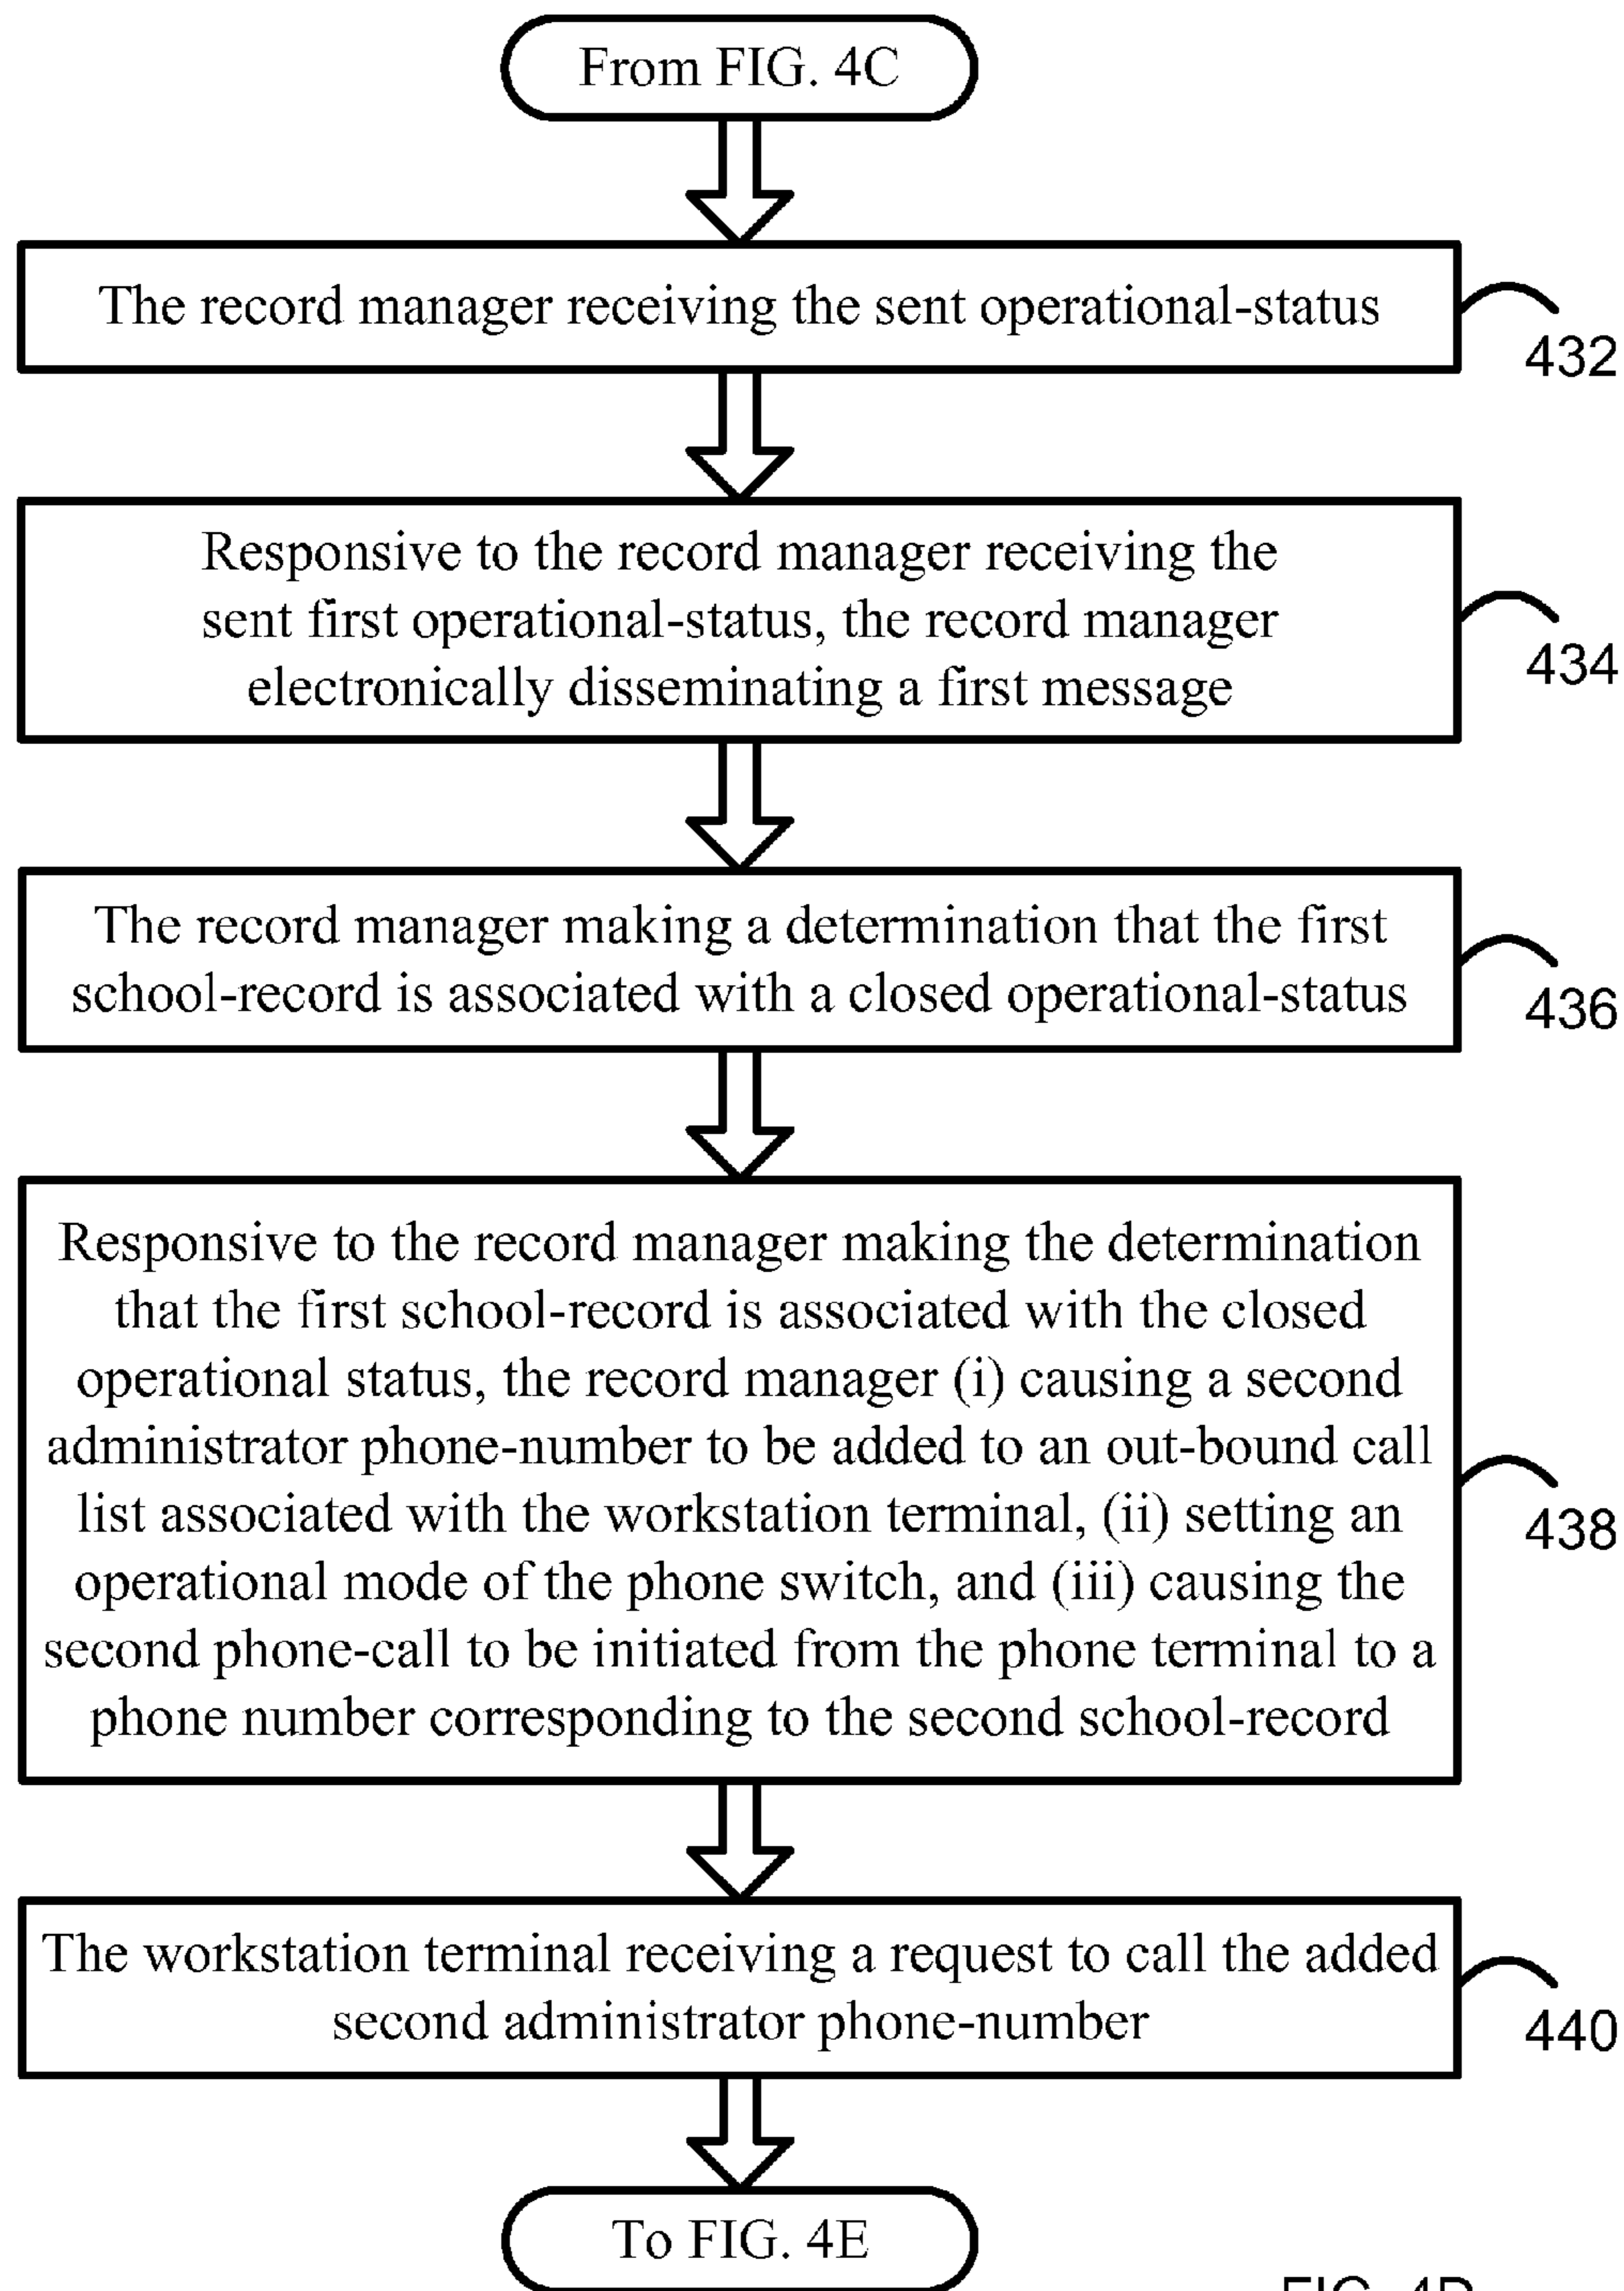 From FIG. 4C
The record manager receiving the sent operational-status
432
Responsive to the record manager receiving the
sent first operational-status, the record manager
electronically disseminating a first message
434
The record manager making a determination that the first
school-record is associated with a closed operational-status
436
Responsive to the record manager making the determination
that the first school-record is associated with the closed
operational status, the record manager (i) causing a second
administrator phone-number to be added to an out-bound call
list associated with the workstation terminal, (ii) setting an
operational mode of the phone switch, and (iii) causing the
second phone-call to be initiated from the phone terminal to a
phone number corresponding to the second school-record
438
The workstation terminal receiving a request to call the added
second administrator phone-number
440
To FIG. 4E